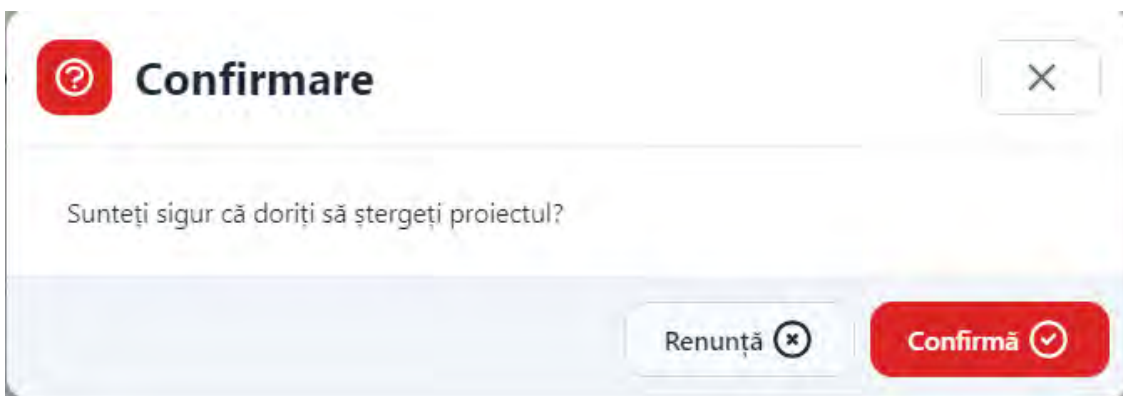 Confirmare
Sunteți sigur că doriți să ștergeți proiectul?
Renunță
Confirmă